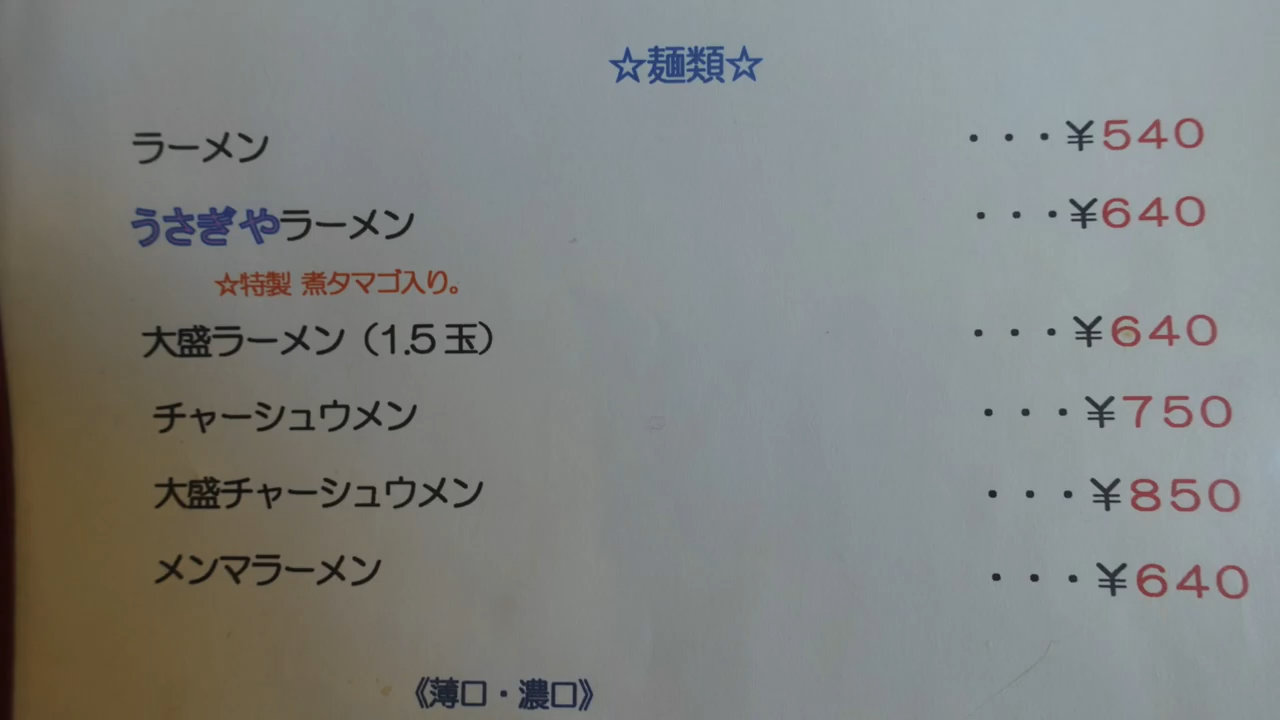 ☆麺類☆
ラーメン ・・・¥540
うさぎやラーメン ・・・¥640
☆特製 煮タマゴ入り。
大盛ラーメン（1.5玉） ・・・¥640
チャーシュウメン ・・・¥750
大盛チャーシュウメン ・・・¥850
メンマラーメン ・・・¥640
《薄口・濃口》